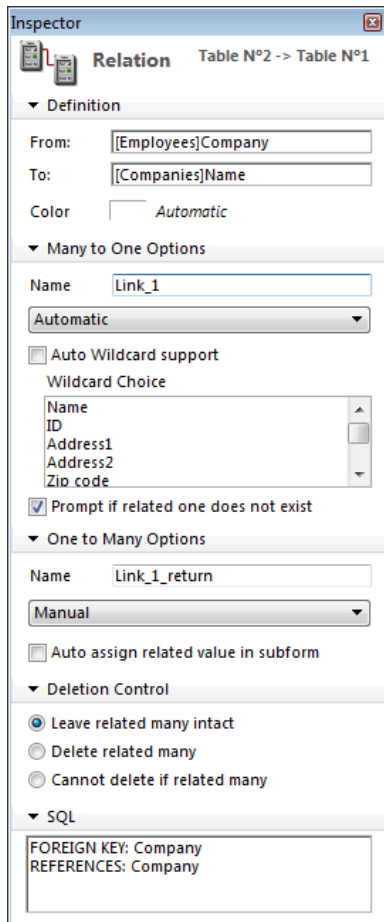 Inspector
Relation Table Nº2 -> Table Nº1
Definition
From: [Employees]Company
To: [Companies]Name
Color Automatic
Many to One Options
Name Link_1
Automatic
Auto Wildcard support
Wildcard Choice
Name
ID
Address1
Address2
Zip code
Prompt if related one does not exist
One to Many Options
Name Link_1_return
Manual
Auto assign related value in subform
Deletion Control
Leave related many intact
Delete related many
Cannot delete if related many
SQL
FOREIGN KEY: Company
REFERENCES: Company